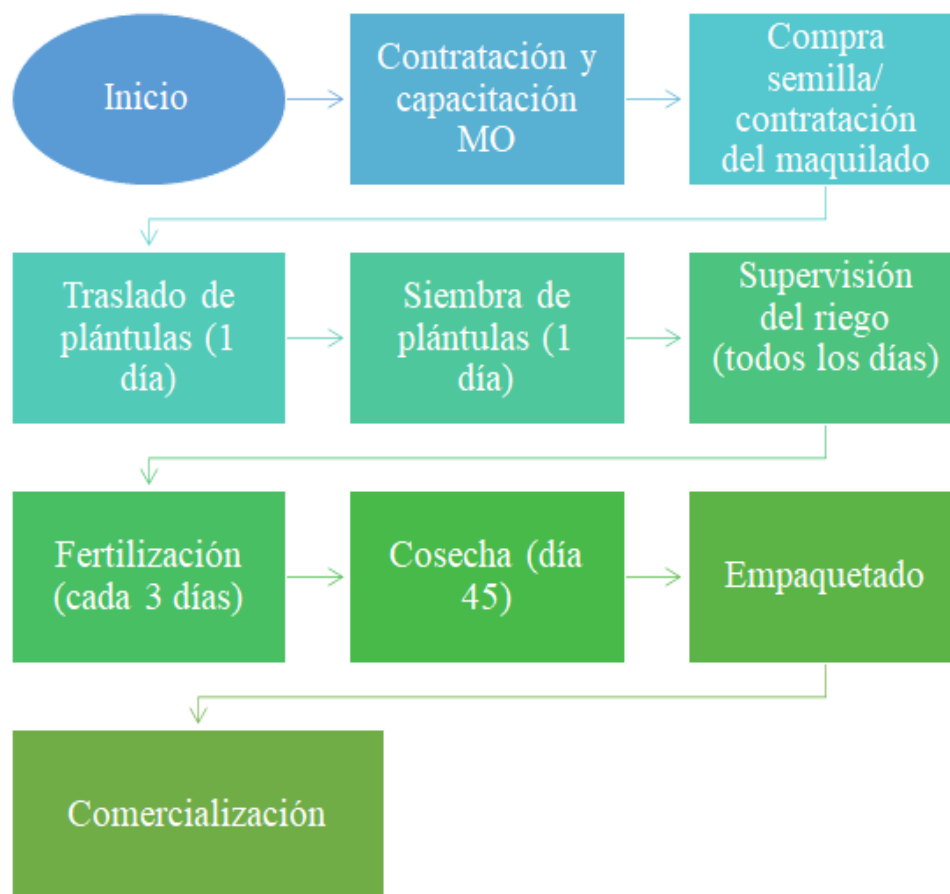 Inicio
Contratación y
capacitación
MO
Compra
semilla/
contratación
del maquilado
Traslado de
plántulas (1
día)
Siembra de
plántulas (1
día)
Supervisión
del riego
(todos los días)
Fertilización
(cada 3 días)
Cosecha (día
45)
Empaquetado
Comercialización